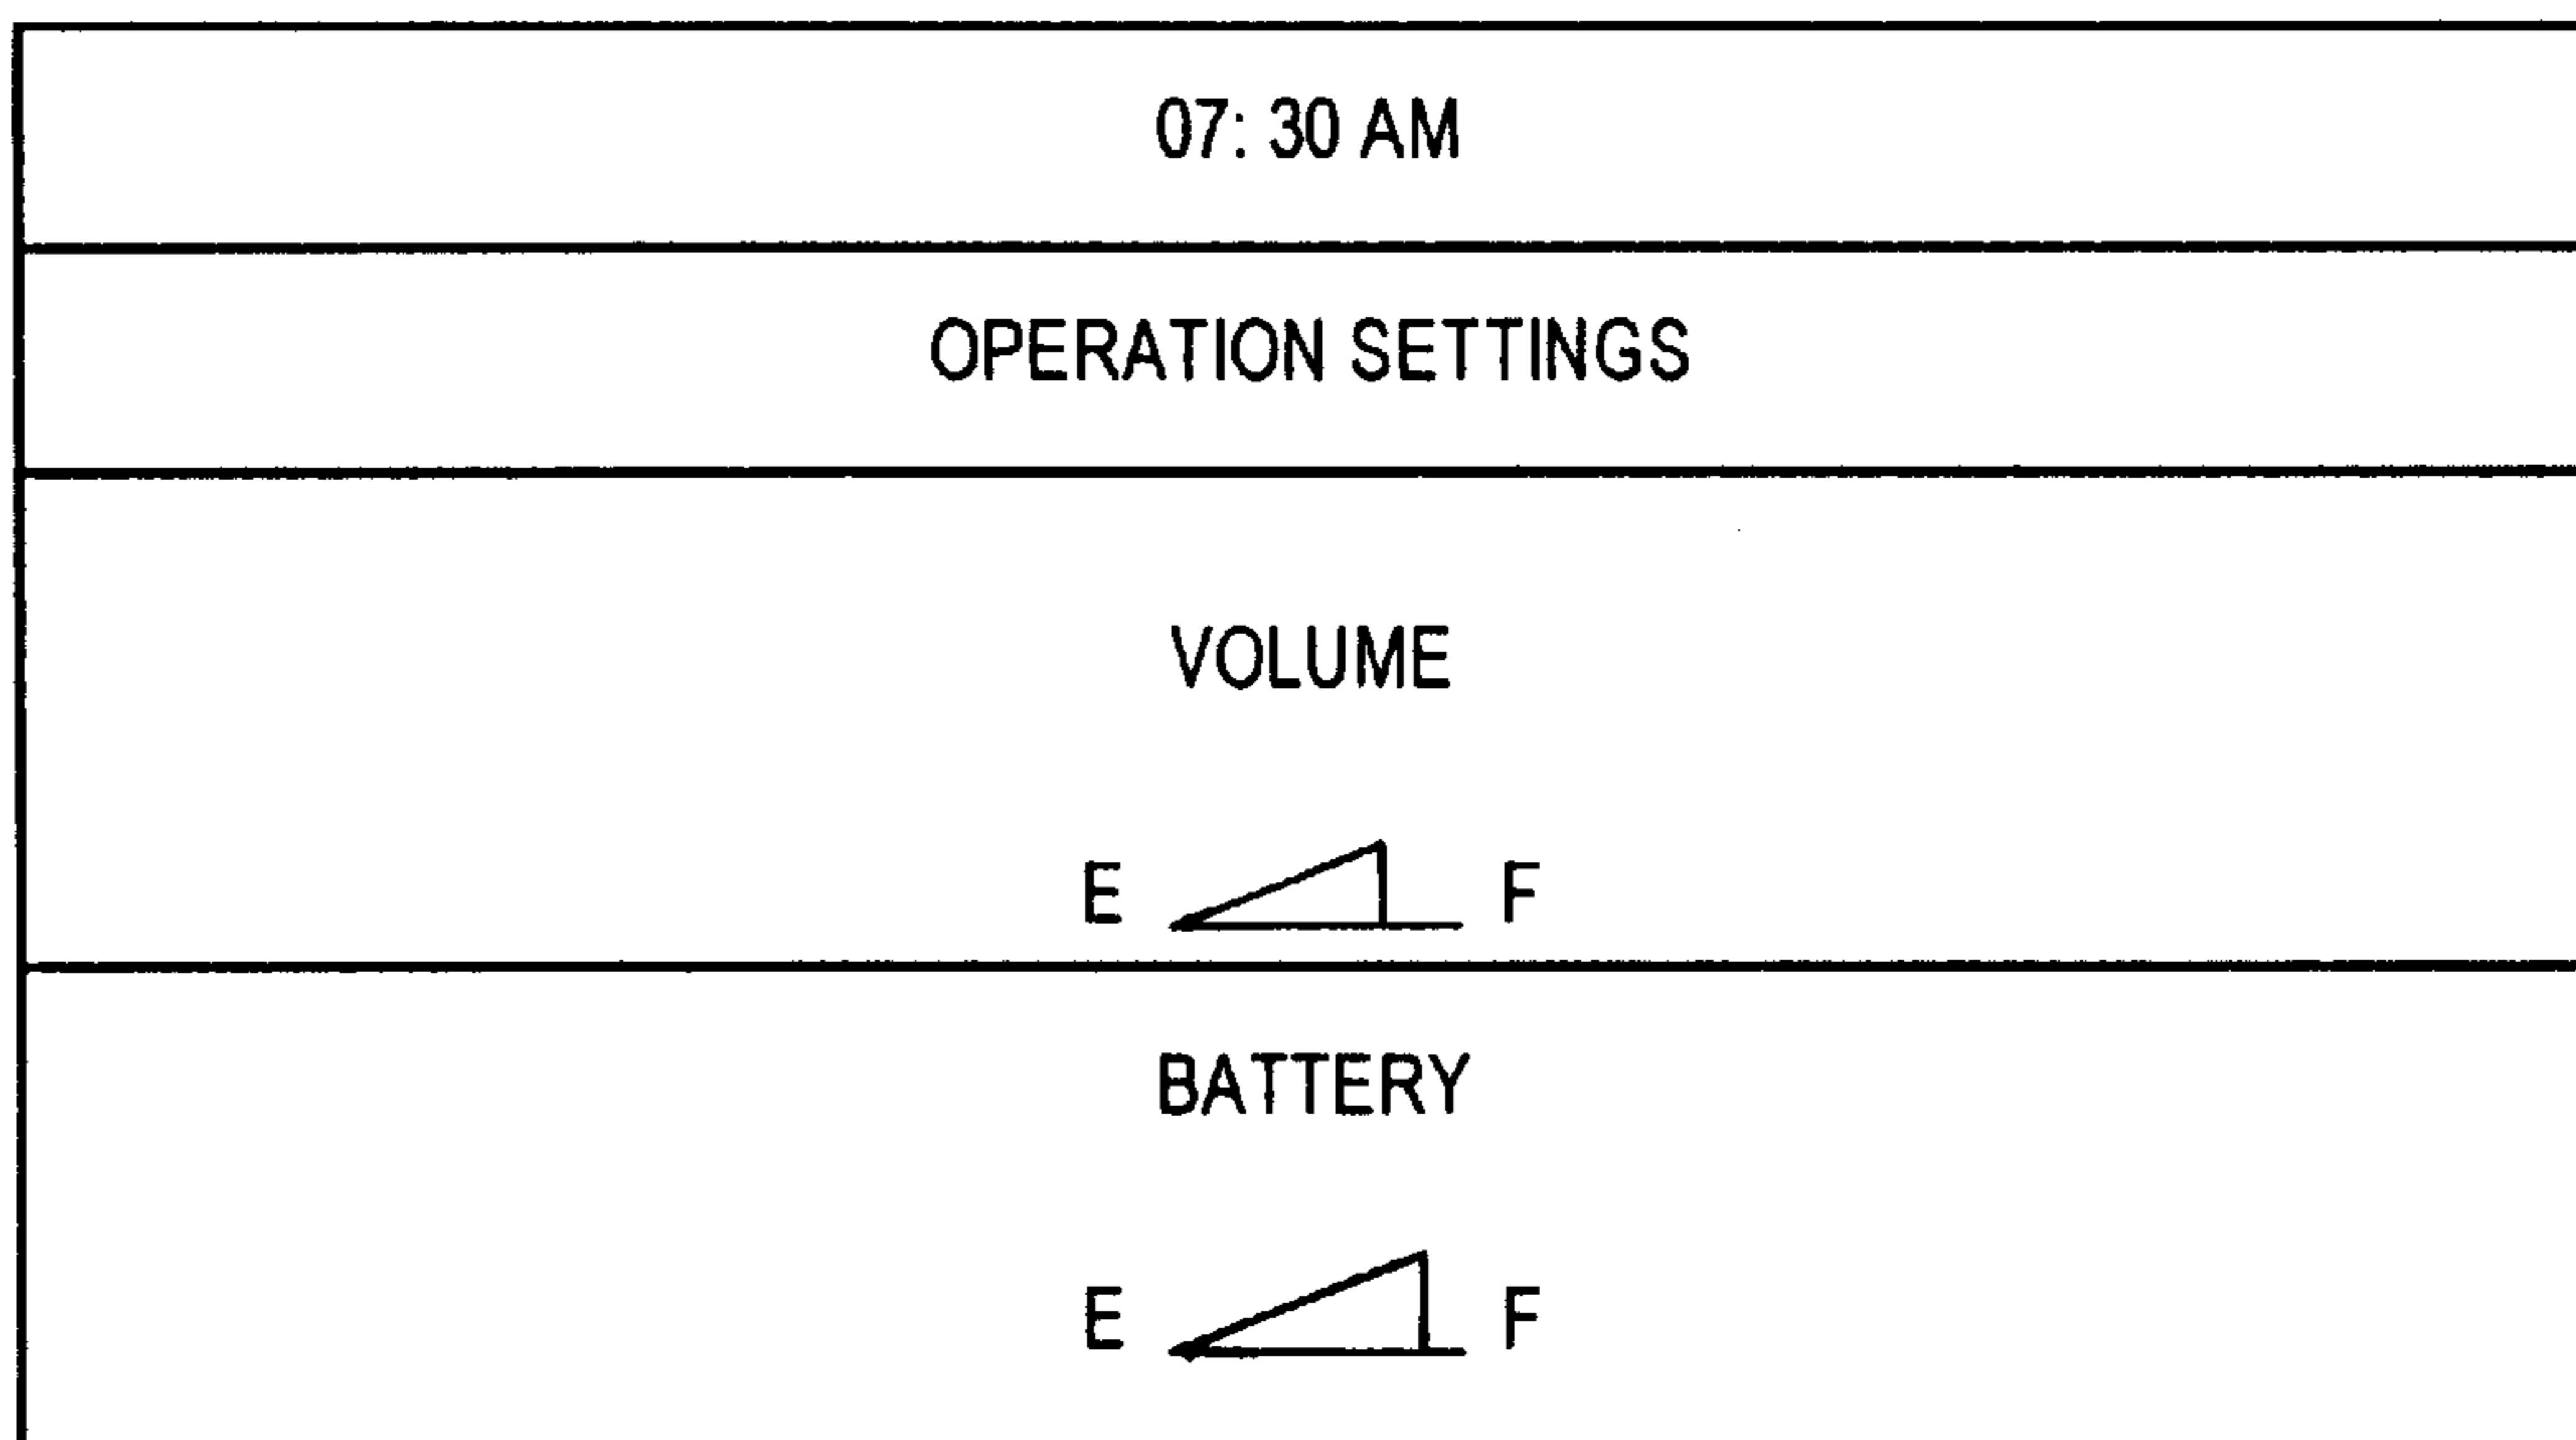 07: 30 AM
OPERATION SETTINGS
VOLUME
E F
BATTERY
E F